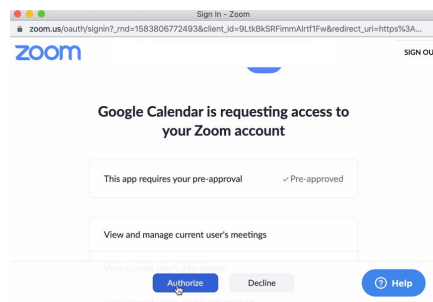 Sign In - Zoom
zoom.us/oauth/signin?_rnd=1583806772493&client_id=9LtkBkSRFimmAlrtf1Fw&redirect_uri=https%3A...
zoom
SIGN OU
Google Calendar is requesting access to
your Zoom account
This app requires your pre-approval
✓ Pre-approved
View and manage current user's meetings
Authorize
Decline
? Help